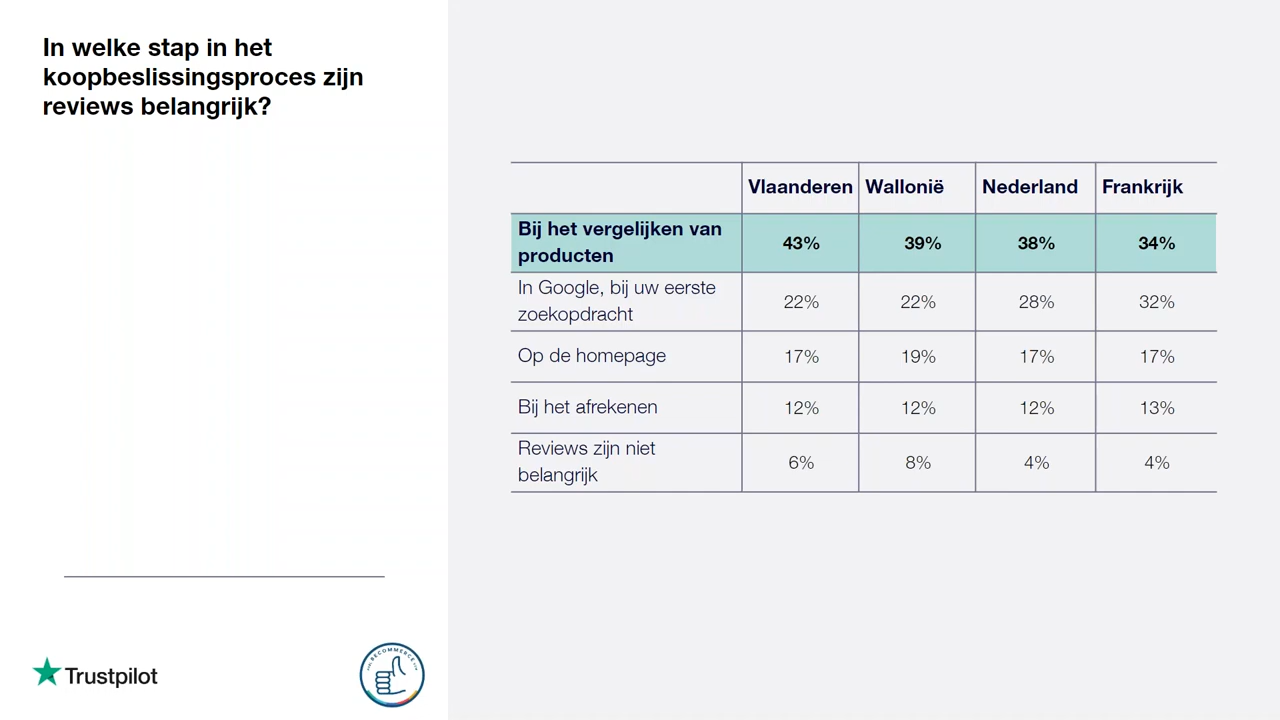 In welke stap in het
koopbeslissingsproces zijn
reviews belangrijk?
Vlaanderen Wallonië Nederland Frankrijk
Bij het vergelijken van
producten
43% 39% 38% 34%
In Google, bij uw eerste
zoekopdracht
22% 22% 28% 32%
Op de homepage 17% 19% 17% 17%
Bij het afrekenen 12% 12% 12% 13%
Reviews zijn niet
belangrijk
6% 8% 4% 4%
Trustpilot
BECOMMERCE